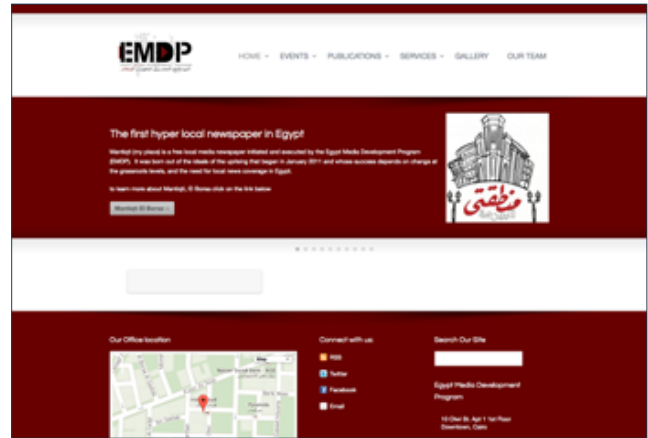 EMDP
HOME
EVENTS
PUBLICATIONS
SERVICES
GALLERY
OUR TEAM
The first hyper local newspaper in Egypt
Mantiqti (my place) is a free local media newspaper initiated and executed by the Egypt Media Development Program
(EMDP). It was born out of the ideals of the uprising that began in January 2011 and whose success depends on change at
the grassroots levels, and the need for local news coverage in Egypt.
to learn more about Mantiqti, El Borsa click on the link below
Mantiqti El Borsa
منطقتي
Our Office location
Connect with us:
Search Our Site
Map
RSS
Twitter
Facebook
Email
Egypt Media Development
Program
10 Olwi St. Apt 1 1st Floor
Downtown, Cairo